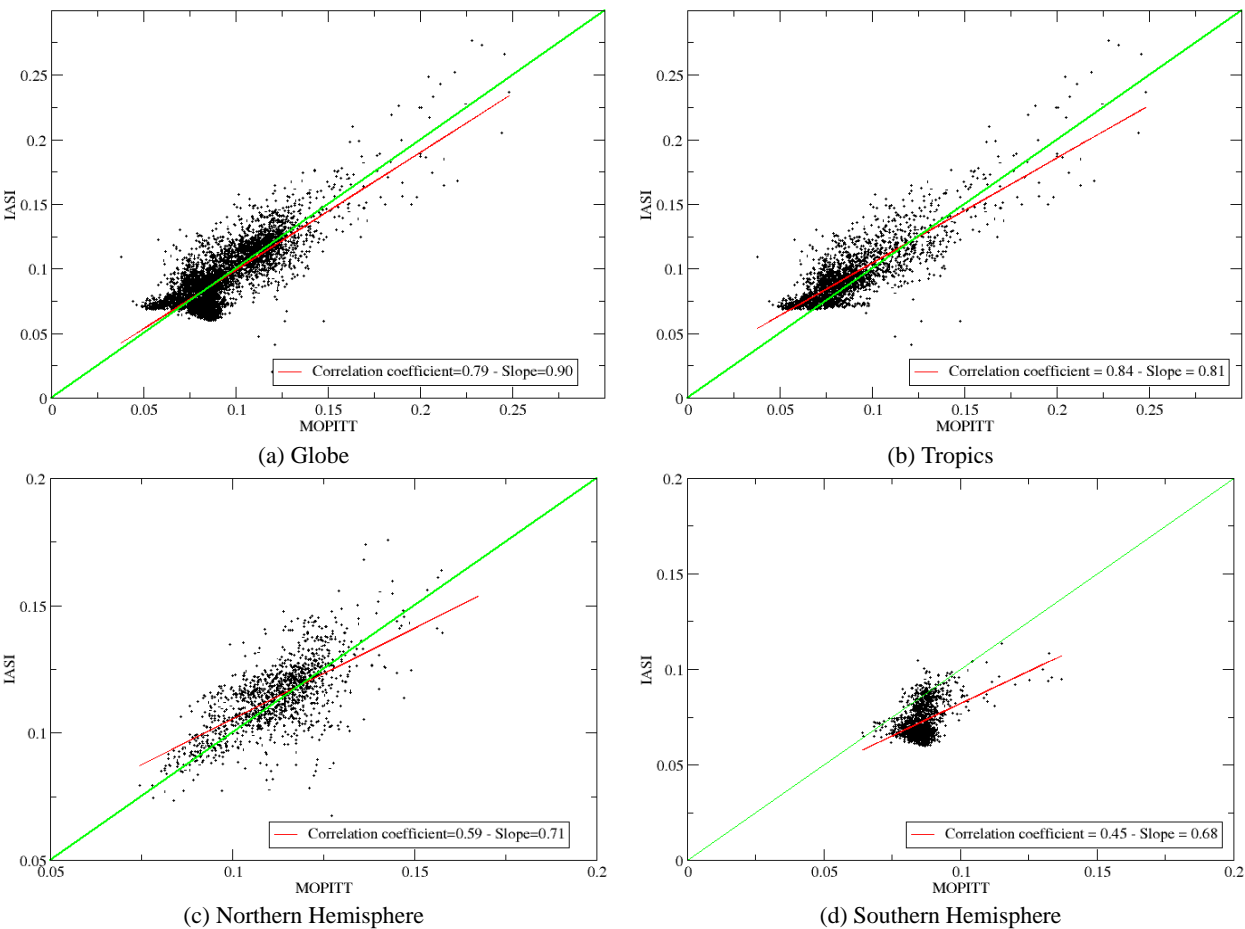 0.25
0.2
0.15
0.1
0.05
0
IASI
0 0.05 0.1 0.15 0.2 0.25
MOPITT
Correlation coefficient=0.79 - Slope=0.90
(a) Globe
0.25
0.2
0.15
0.1
0.05
0
IASI
0 0.05 0.1 0.15 0.2 0.25
MOPITT
Correlation coefficient = 0.84 - Slope = 0.81
(b) Tropics
0.2
0.15
0.1
0.05
IASI
0.05 0.1 0.15 0.2
MOPITT
Correlation coefficient=0.59 - Slope=0.71
(c) Northern Hemisphere
0.2
0.15
0.1
0.05
0
IASI
0 0.05 0.1 0.15 0.2
MOPITT
Correlation coefficient = 0.45 - Slope = 0.68
(d) Southern Hemisphere